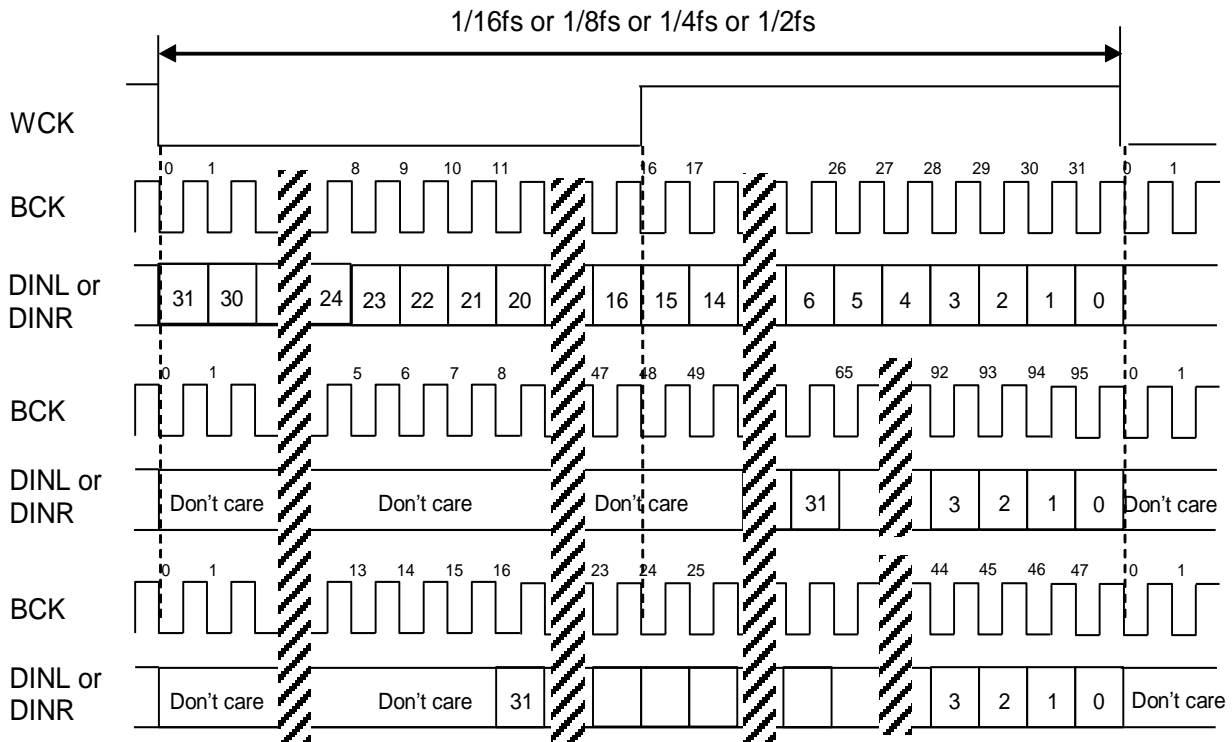 1/16fs or 1/8fs or 1/4fs or 1/2fs
WCK
0 1 8 9 10 11 16 17 26 27 28 29 30 31 0 1
BCK
DINL or
DINR
31 30 24 23 22 21 20 16 15 14 6 5 4 3 2 1 0
0 1 5 6 7 8 47 48 49 65 92 93 94 95 0 1
BCK
DINL or
DINR
Don't care Don't care Don't care 31 3 2 1 0 Don't care
0 1 13 14 15 16 23 24 25 44 45 46 47 0 1
BCK
DINL or
DINR
Don't care Don't care 31 3 2 1 0 Don't care